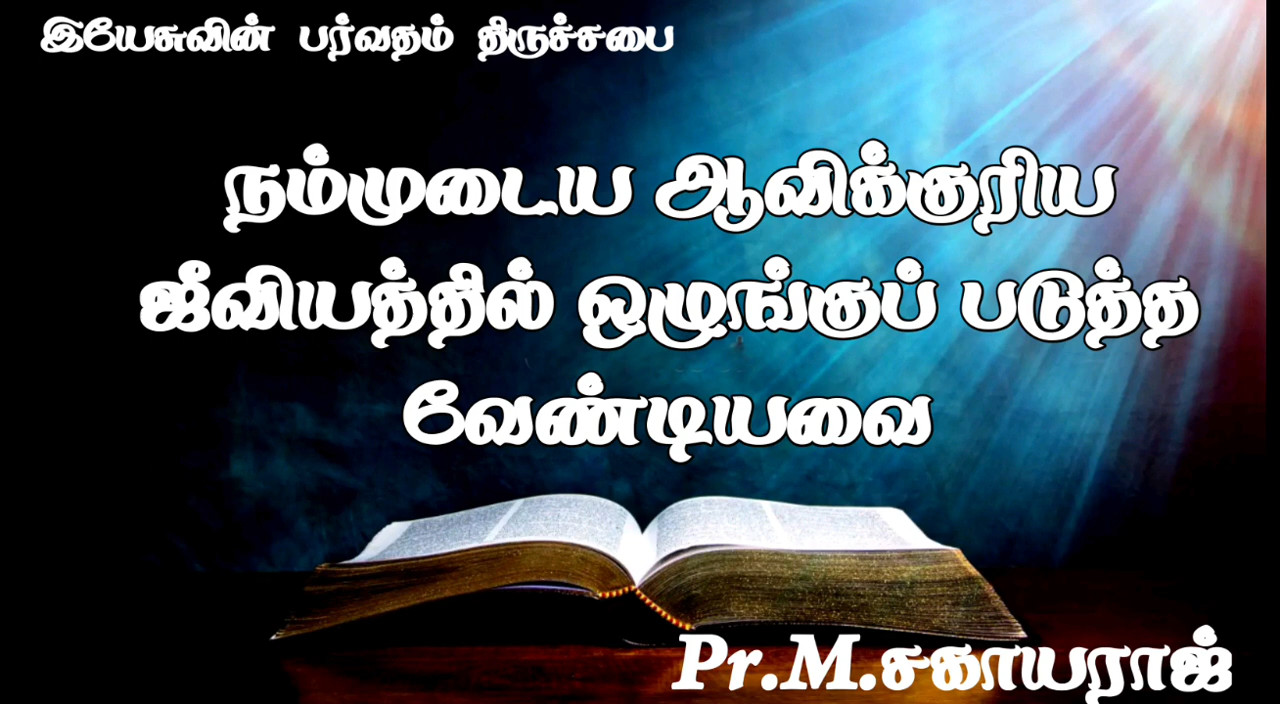 இயேசுவின் பர்வதம் திருச்சபை
நம்முடைய ஆவிக்குரிய
ஜீவியத்தில் ஒழுங்குப் படுத்த
வேண்டியவை
Pr.M.சகாயராஜ்